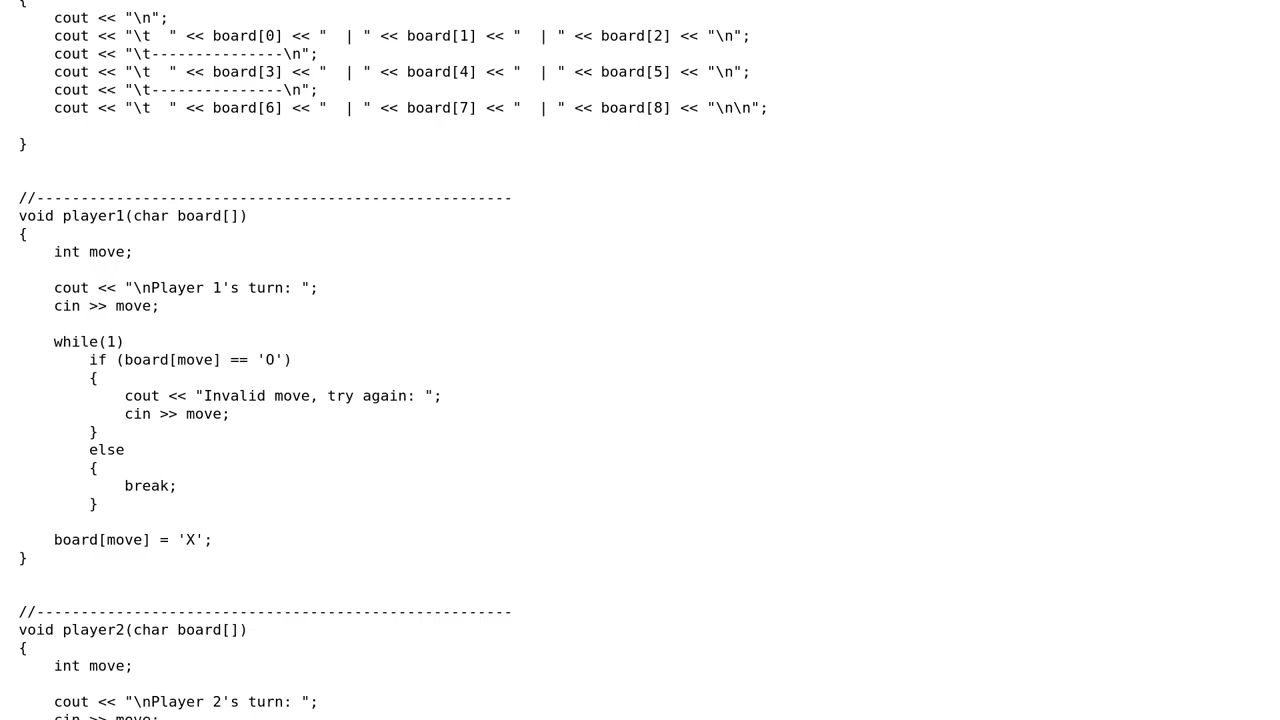 {
    cout << "\n";
    cout << "\t  " << board[0] << "  | " << board[1] << "  | " << board[2] << "\n";
    cout << "\t---------------\n";
    cout << "\t  " << board[3] << "  | " << board[4] << "  | " << board[5] << "\n";
    cout << "\t---------------\n";
    cout << "\t  " << board[6] << "  | " << board[7] << "  | " << board[8] << "\n\n";

}


//------------------------------------------------------
void player1(char board[])
{
    int move;

    cout << "\nPlayer 1's turn: ";
    cin >> move;

    while(1)
        if (board[move] == 'O')
        {
            cout << "Invalid move, try again: ";
            cin >> move;
        }
        else
        {
            break;
        }

    board[move] = 'X';
}


//------------------------------------------------------
void player2(char board[])
{
    int move;

    cout << "\nPlayer 2's turn: ";
    cin >> move;